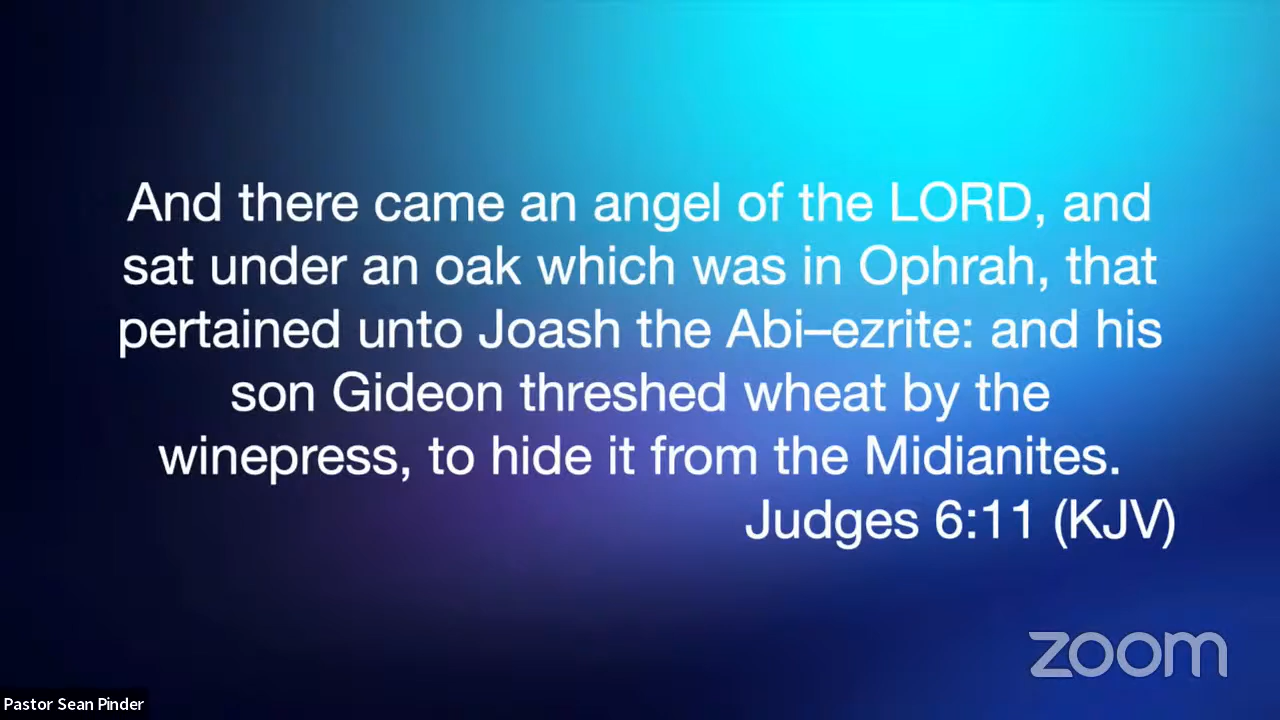 And there came an angel of the LORD, and
sat under an oak which was in Ophrah, that
pertained unto Joash the Abi–ezrite: and his
son Gideon threshed wheat by the
winepress, to hide it from the Midianites.
Judges 6:11 (KJV)
zoom
Pastor Sean Pinder